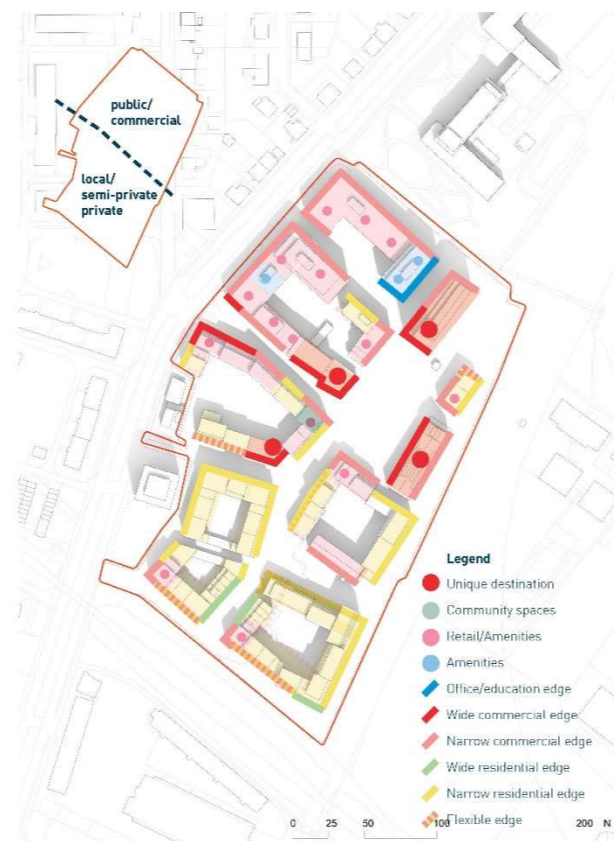 public/
commercial
local/
semi-private
private
Legend
Unique destination
Community spaces
Retail/Amenities
Amenities
Office/education edge
Wide commercial edge
Narrow commercial edge
Wide residential edge
Narrow residential edge
Flexible edge
0 25 50 100 200 N